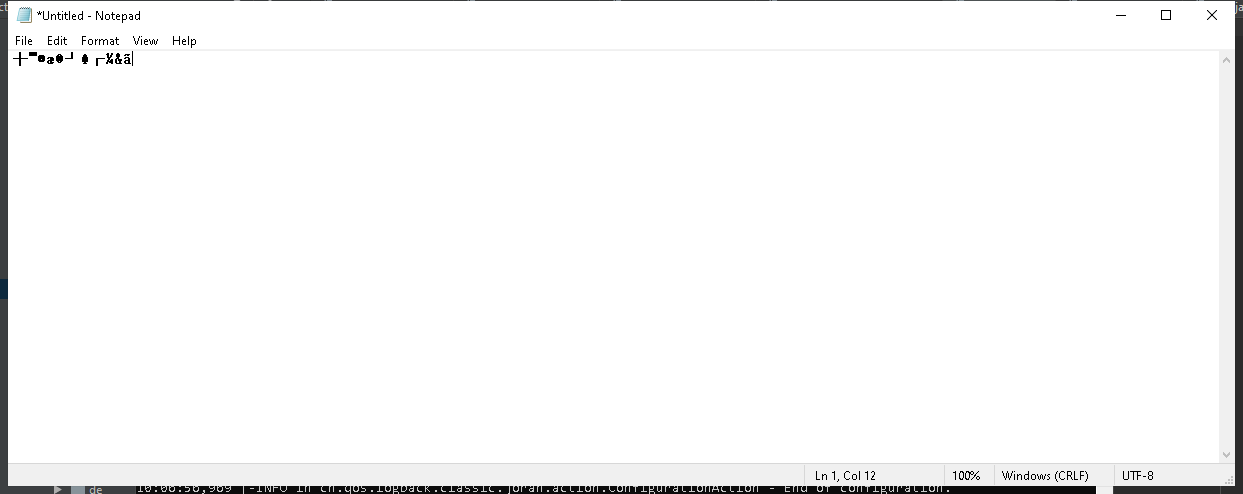 *Untitled - Notepad
File Edit Format View Help
Ln 1, Col 12 100% Windows (CRLF) UTF-8
10:06:56,969 |-INFO in ch.qos.logback.classic.joran.action.ConfigurationAction - End of configuration.
de